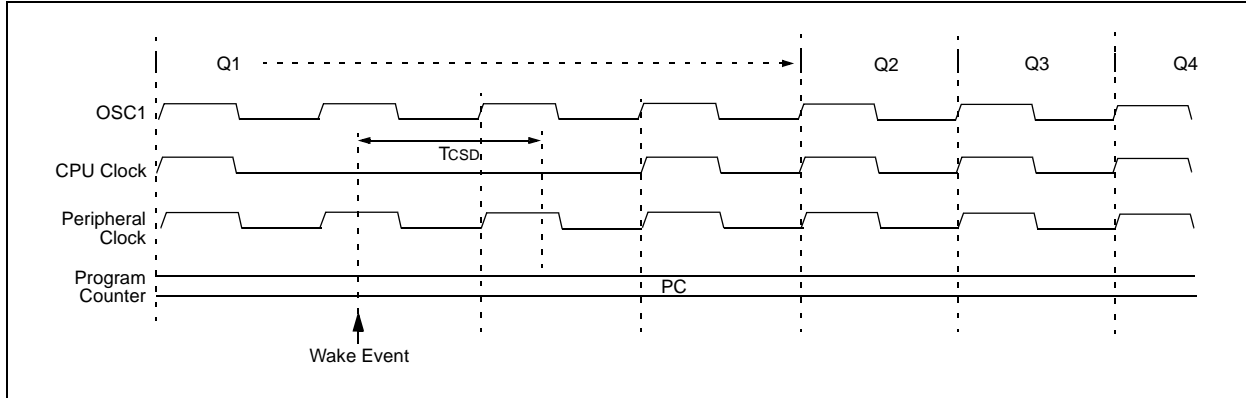 Q1
Q2
Q3
Q4
OSC1
TCSD
CPU Clock
Peripheral
Clock
Program
Counter
PC
Wake Event